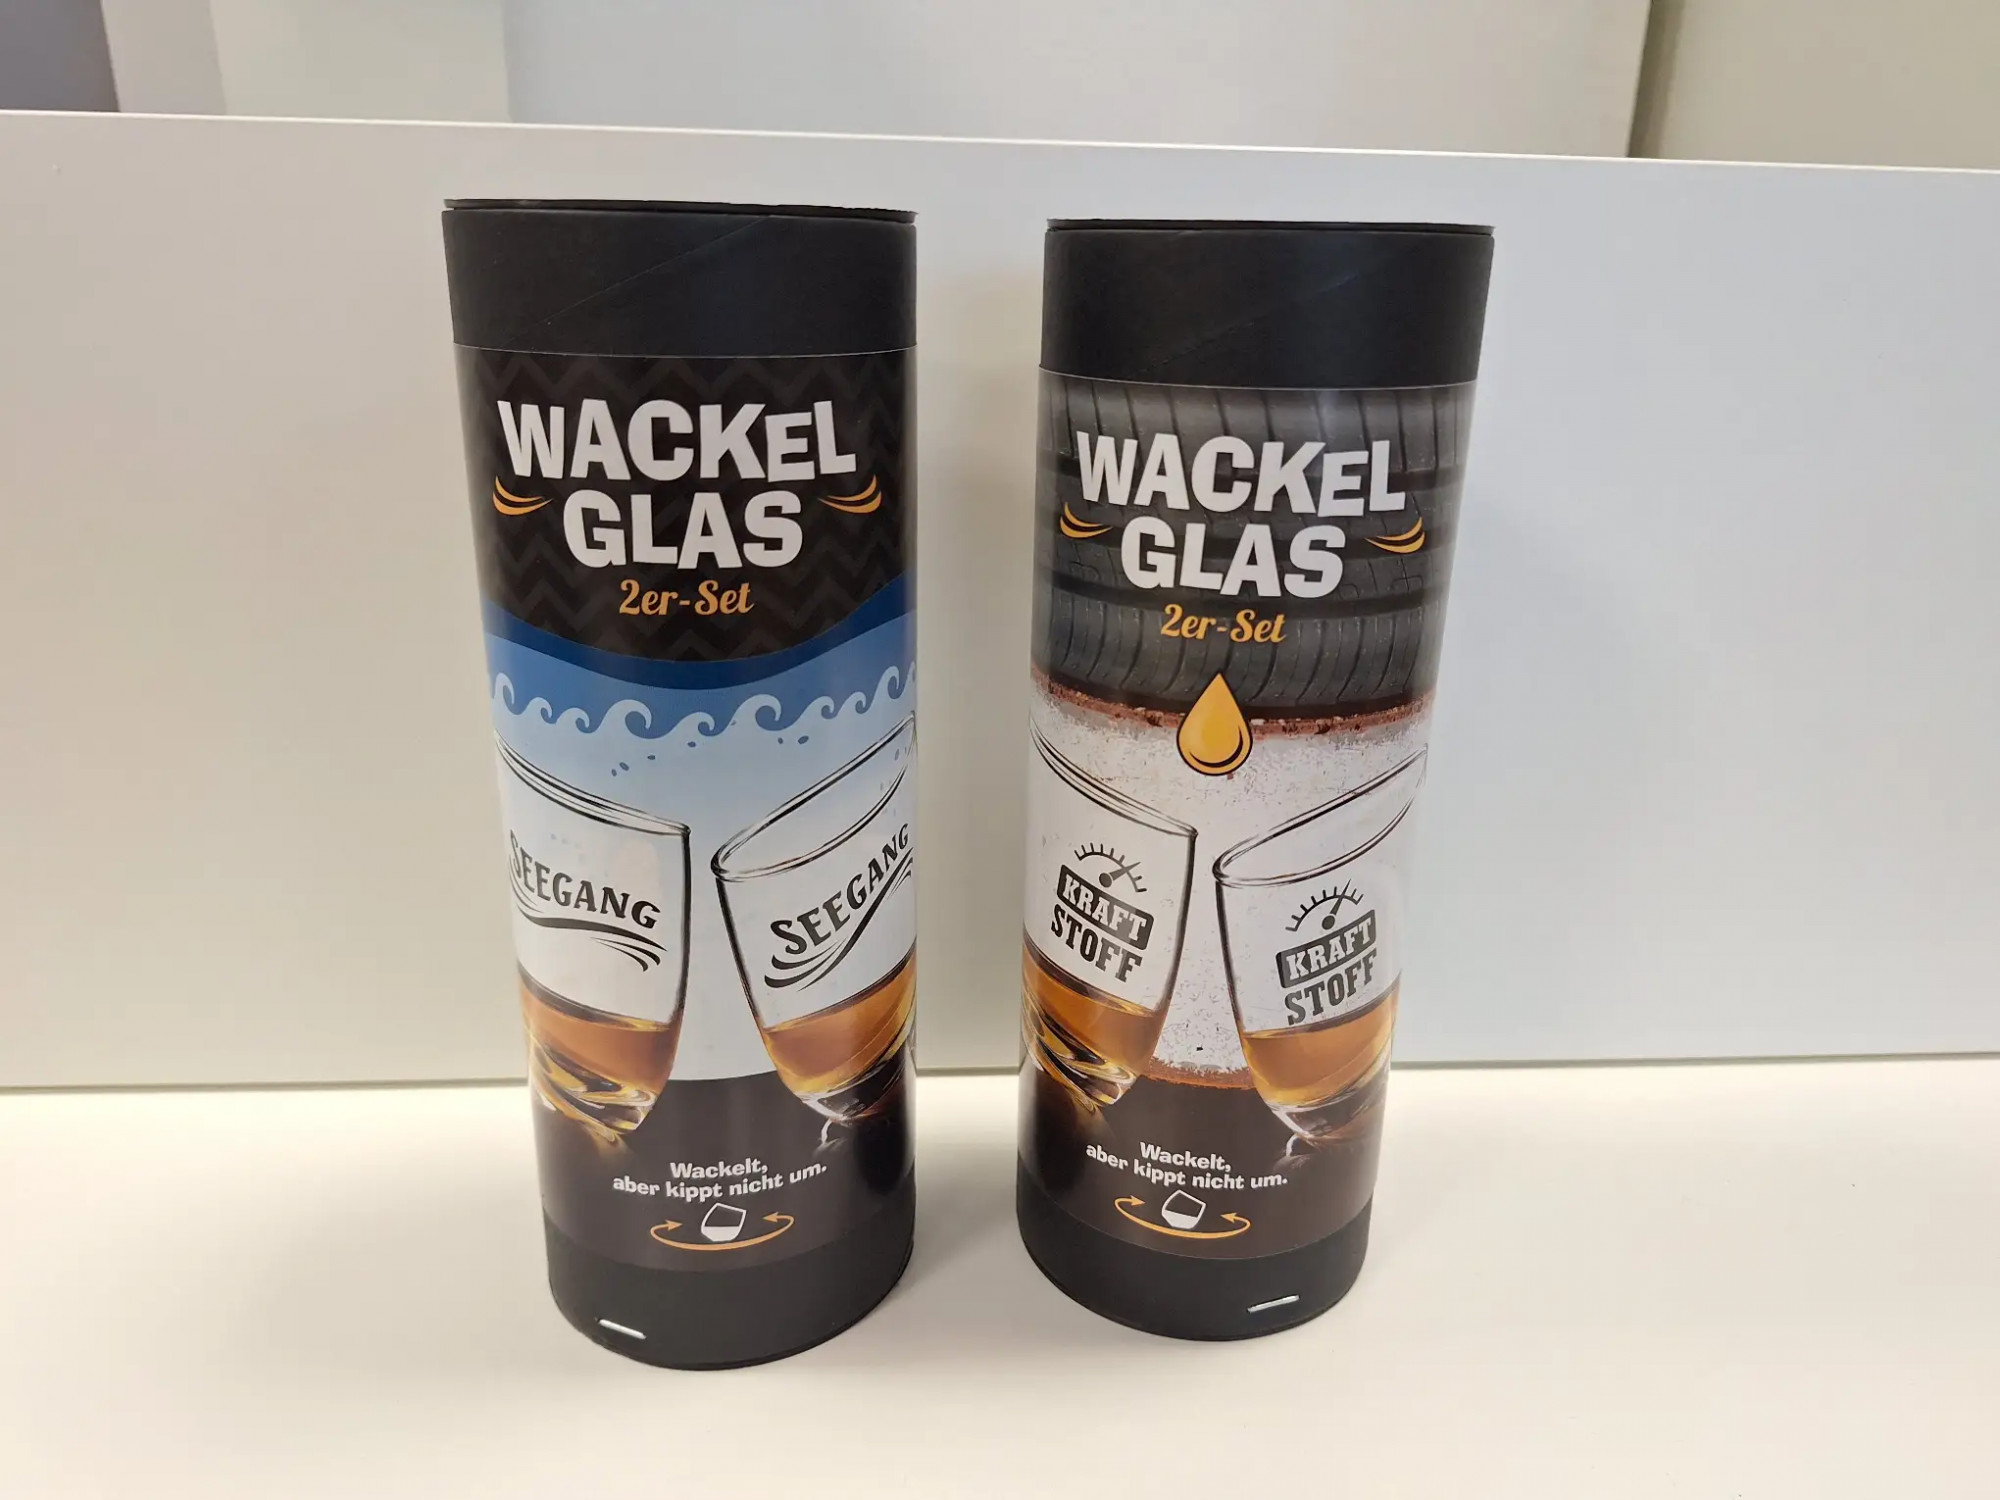 WACKEL
GLAS
2er-Set
SEEGANG
SEEGANG
Wackelt,
aber kippt nicht um.
WACKEL
GLAS
2er-Set
KRAFT
STOFF
KRAFT
STOFF
Wackelt,
aber kippt nicht um.